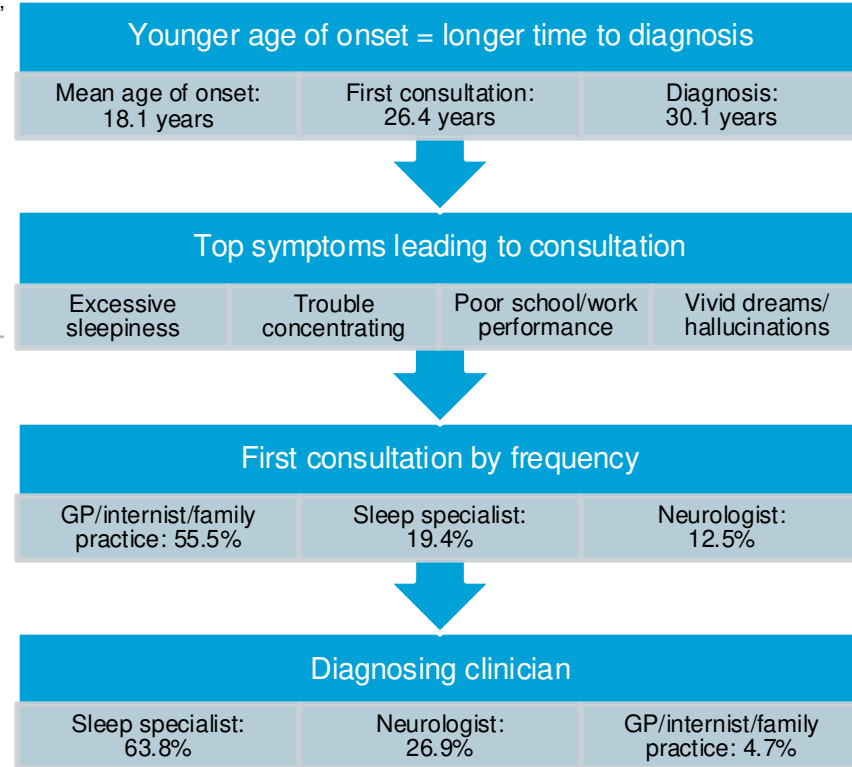 ,
Younger age of onset = longer time to diagnosis
Mean age of onset:
18.1 years
First consultation:
26.4 years
Diagnosis:
30.1 years
Top symptoms leading to consultation
Excessive
sleepiness
Trouble
concentrating
Poor school/work
performance
Vivid dreams/
hallucinations
First consultation by frequency
GP/internist/family
practice: 55.5%
Sleep specialist:
19.4%
Neurologist:
12.5%
Diagnosing clinician
Sleep specialist:
63.8%
Neurologist:
26.9%
GP/internist/family
practice: 4.7%